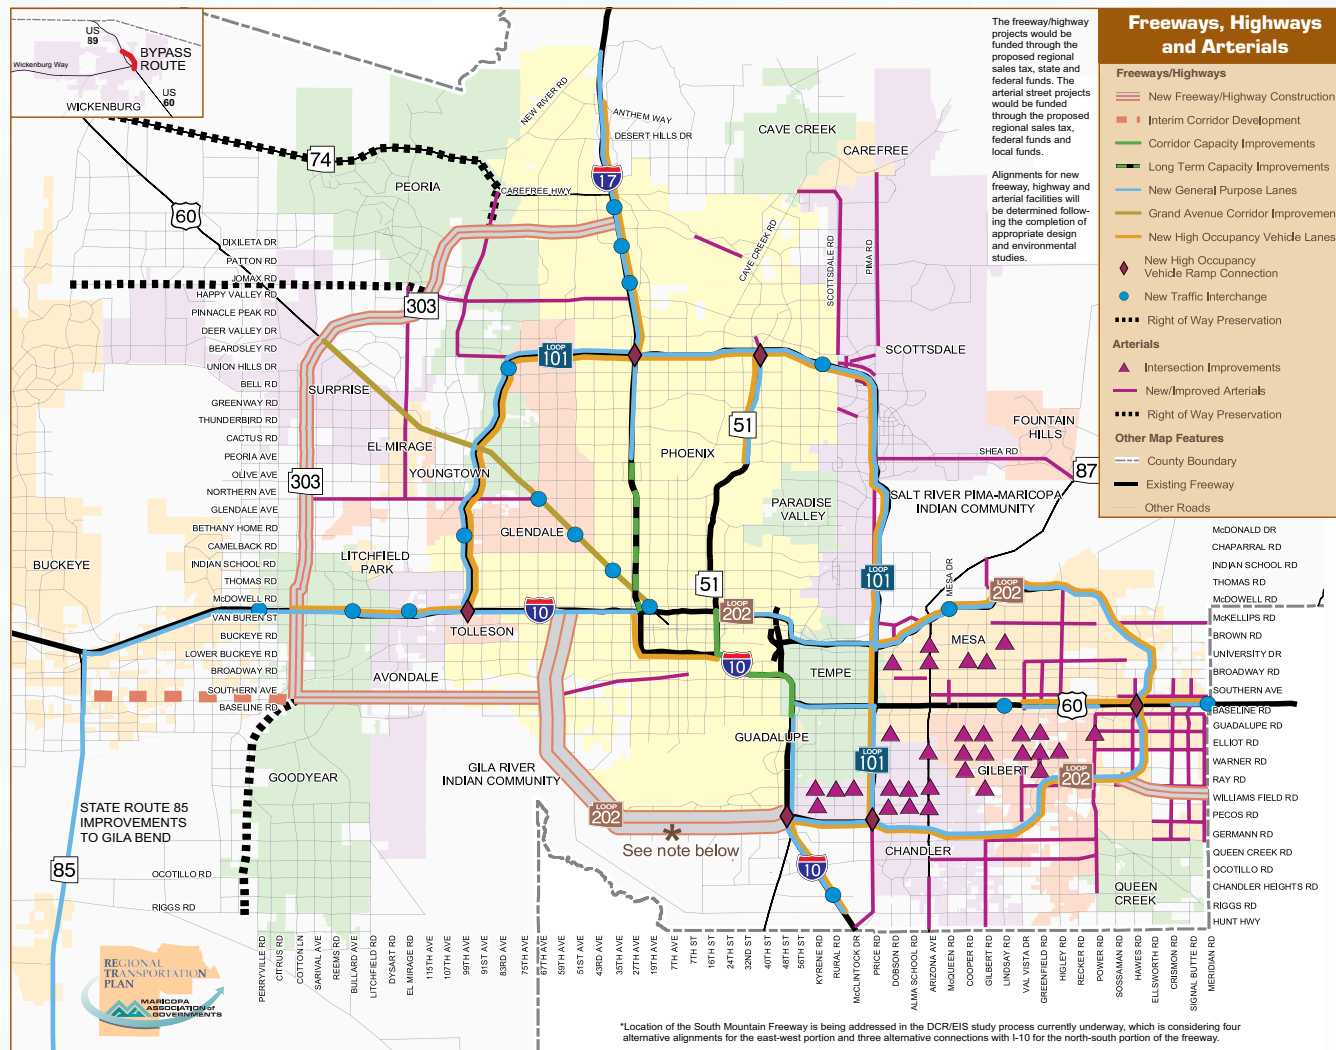 US
89
BYPASS
ROUTE
Wickenburg Way
US
60
WICKENBURG
The freeway/highway
projects would be
funded through the
proposed regional
sales tax, state and
federal funds. The
arterial street projects
would be funded
through the proposed
regional sales tax,
federal funds and
local funds.
Alignments for new
freeway, highway and
arterial facilities will
be determined follow-
ing the completion of
appropriate design
and environmental
studies.
Freeways, Highways
and Arterials
Freeways/Highways
New Freeway/Highway Construction
Interim Corridor Development
Corridor Capacity Improvements
Long Term Capacity Improvements
New General Purpose Lanes
Grand Avenue Corridor Improvemen
New High Occupancy Vehicle Lanes
New High Occupancy
Vehicle Ramp Connection
New Traffic Interchange
Right of Way Preservation
Arterials
Intersection Improvements
New/Improved Arterials
Right of Way Preservation
Other Map Features
County Boundary
Existing Freeway
Other Roads
NEW RIVER RD
ANTHEM WAY
DESERT HILLS DR
CAVE CREEK
CAREFREE
74
PEORIA
17
CAREFREE HWY
60
CAVE CREEK RD
SCOTTSDALE RD
PIMA RD
303
LOOP
101
SCOTTSDALE
SURPRISE
51
FOUNTAIN
HILLS
EL MIRAGE
YOUNGTOWN
PHOENIX
SHEA RD
87
303
PARADISE
VALLEY
SALT RIVER PIMA-MARICOPA
INDIAN COMMUNITY
GLENDALE
LITCHFIELD
PARK
BUCKEYE
51
LOOP
101
MESA DR
LOOP
202
10
LOOP
202
TOLLESON
MESA
10
TEMPE
AVONDALE
60
GUADALUPE
LOOP
101
GILA RIVER
INDIAN COMMUNITY
GOODYEAR
GILBERT
LOOP
202
STATE ROUTE 85
IMPROVEMENTS
TO GILA BEND
LOOP
202
*
See note below
85
10
CHANDLER
QUEEN
CREEK
DIXILETA DR
PATTON RD
JOMAX RD
HAPPY VALLEY RD
PINNACLE PEAK RD
DEER VALLEY DR
BEARDSLEY RD
UNION HILLS DR
BELL RD
GREENWAY RD
THUNDERBIRD RD
CACTUS RD
PEORIA AVE
OLIVE AVE
NORTHERN AVE
GLENDALE AVE
BETHANY HOME RD
CAMELBACK RD
INDIAN SCHOOL RD
THOMAS RD
McDOWELL RD
VAN BUREN ST
BUCKEYE RD
LOWER BUCKEYE RD
BROADWAY RD
SOUTHERN AVE
BASELINE RD
OCOTILLO RD
RIGGS RD
McDONALD DR
CHAPARRAL RD
INDIAN SCHOOL RD
THOMAS RD
McDOWELL RD
McKELLIPS RD
BROWN RD
UNIVERSITY DR
BROADWAY RD
SOUTHERN AVE
BASELINE RD
GUADALUPE RD
ELLIOT RD
WARNER RD
RAY RD
WILLIAMS FIELD RD
PECOS RD
GERMANN RD
QUEEN CREEK RD
OCOTILLO RD
CHANDLER HEIGHTS RD
RIGGS RD
HUNT HWY
PERRYVILLE RD
CITRUS RD
COTTON LN
SARIVAL AVE
REEMS RD
BULLARD AVE
LITCHFIELD RD
DYSART RD
EL MIRAGE RD
115TH AVE
107TH AVE
99TH AVE
91ST AVE
83RD AVE
75TH AVE
67TH AVE
59TH AVE
51ST AVE
43RD AVE
35TH AVE
27TH AVE
19TH AVE
7TH AVE
7TH ST
16TH ST
24TH ST
32ND ST
40TH ST
48TH ST
56TH ST
KYRENE RD
RURAL RD
McCLINTOCK DR
PRICE RD
DOBSON RD
ALMA SCHOOL RD
ARIZONA AVE
McQUEEN RD
COOPER RD
GILBERT RD
LINDSAY RD
VAL VISTA DR
GREENFIELD RD
HIGLEY RD
RECKER RD
POWER RD
SOSSAMAN RD
HAWES RD
ELLSWORTH RD
CRISMON RD
SIGNAL BUTTE RD
MERIDIAN RD
REGIONAL
TRANSPORTATION
PLAN
MARICOPA
ASSOCIATION of
GOVERNMENTS
*Location of the South Mountain Freeway is being addressed in the DCR/EIS study process currently underway, which is considering four
alternative alignments for the east-west portion and three alternative connections with I-10 for the north-south portion of the freeway.